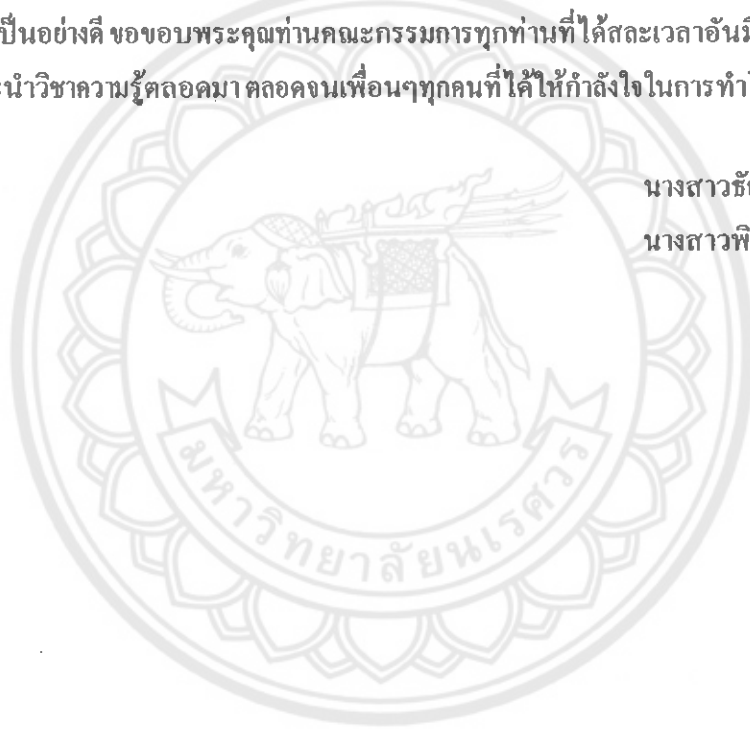 เป็นอย่างดี ขอขอบพระคุณท่านคณะกรรมการทุกท่านที่ได้สละเวลาอัน
นำวิชาความรู้ตลอดมา ตลอดจนเพื่อนๆทุกคนที่ได้ให้กำลังใจในการทำ
นางสาว
นางสาว
มหาวิทยาลัยนเรศวร